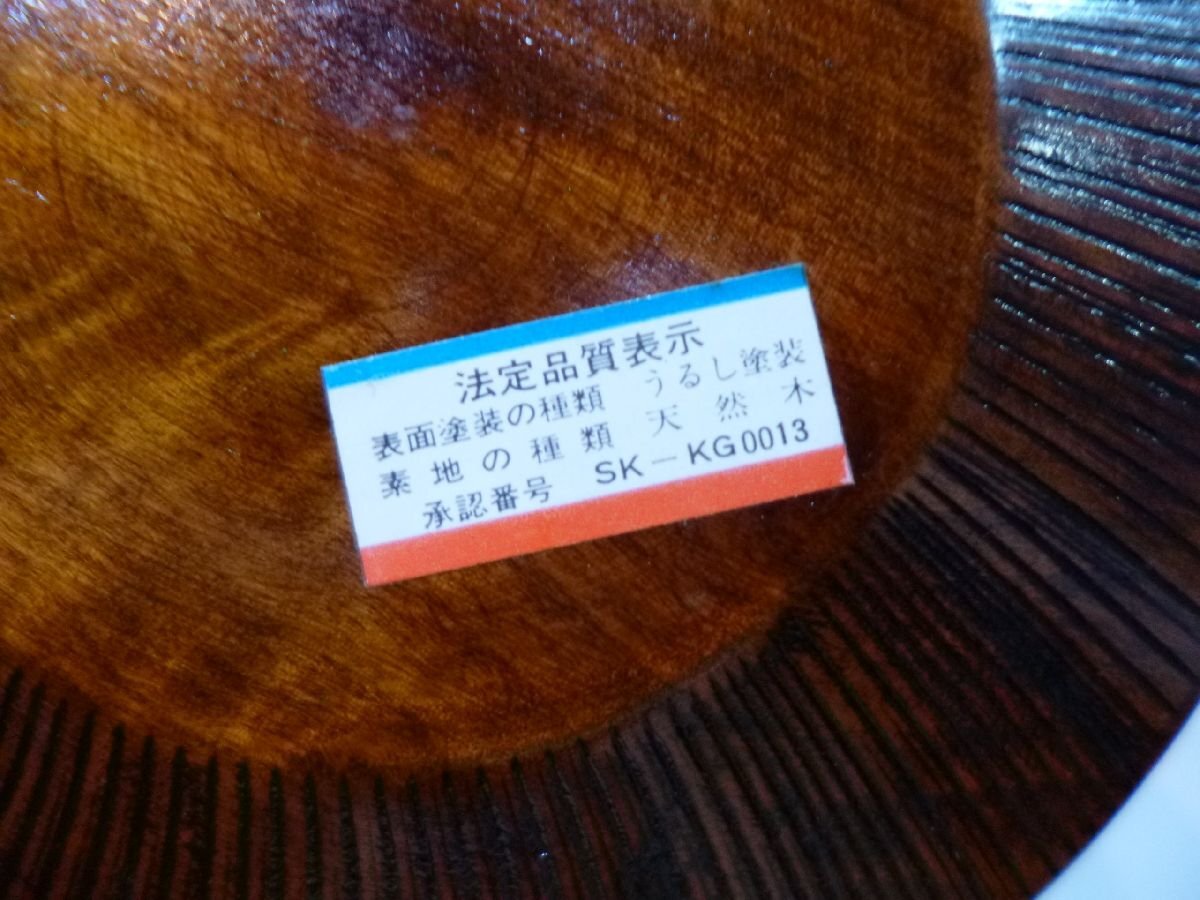 法定品質表示
表面塗装の種類 うるし塗装
素地の種類 天然木
承認番号 SK-KG0013